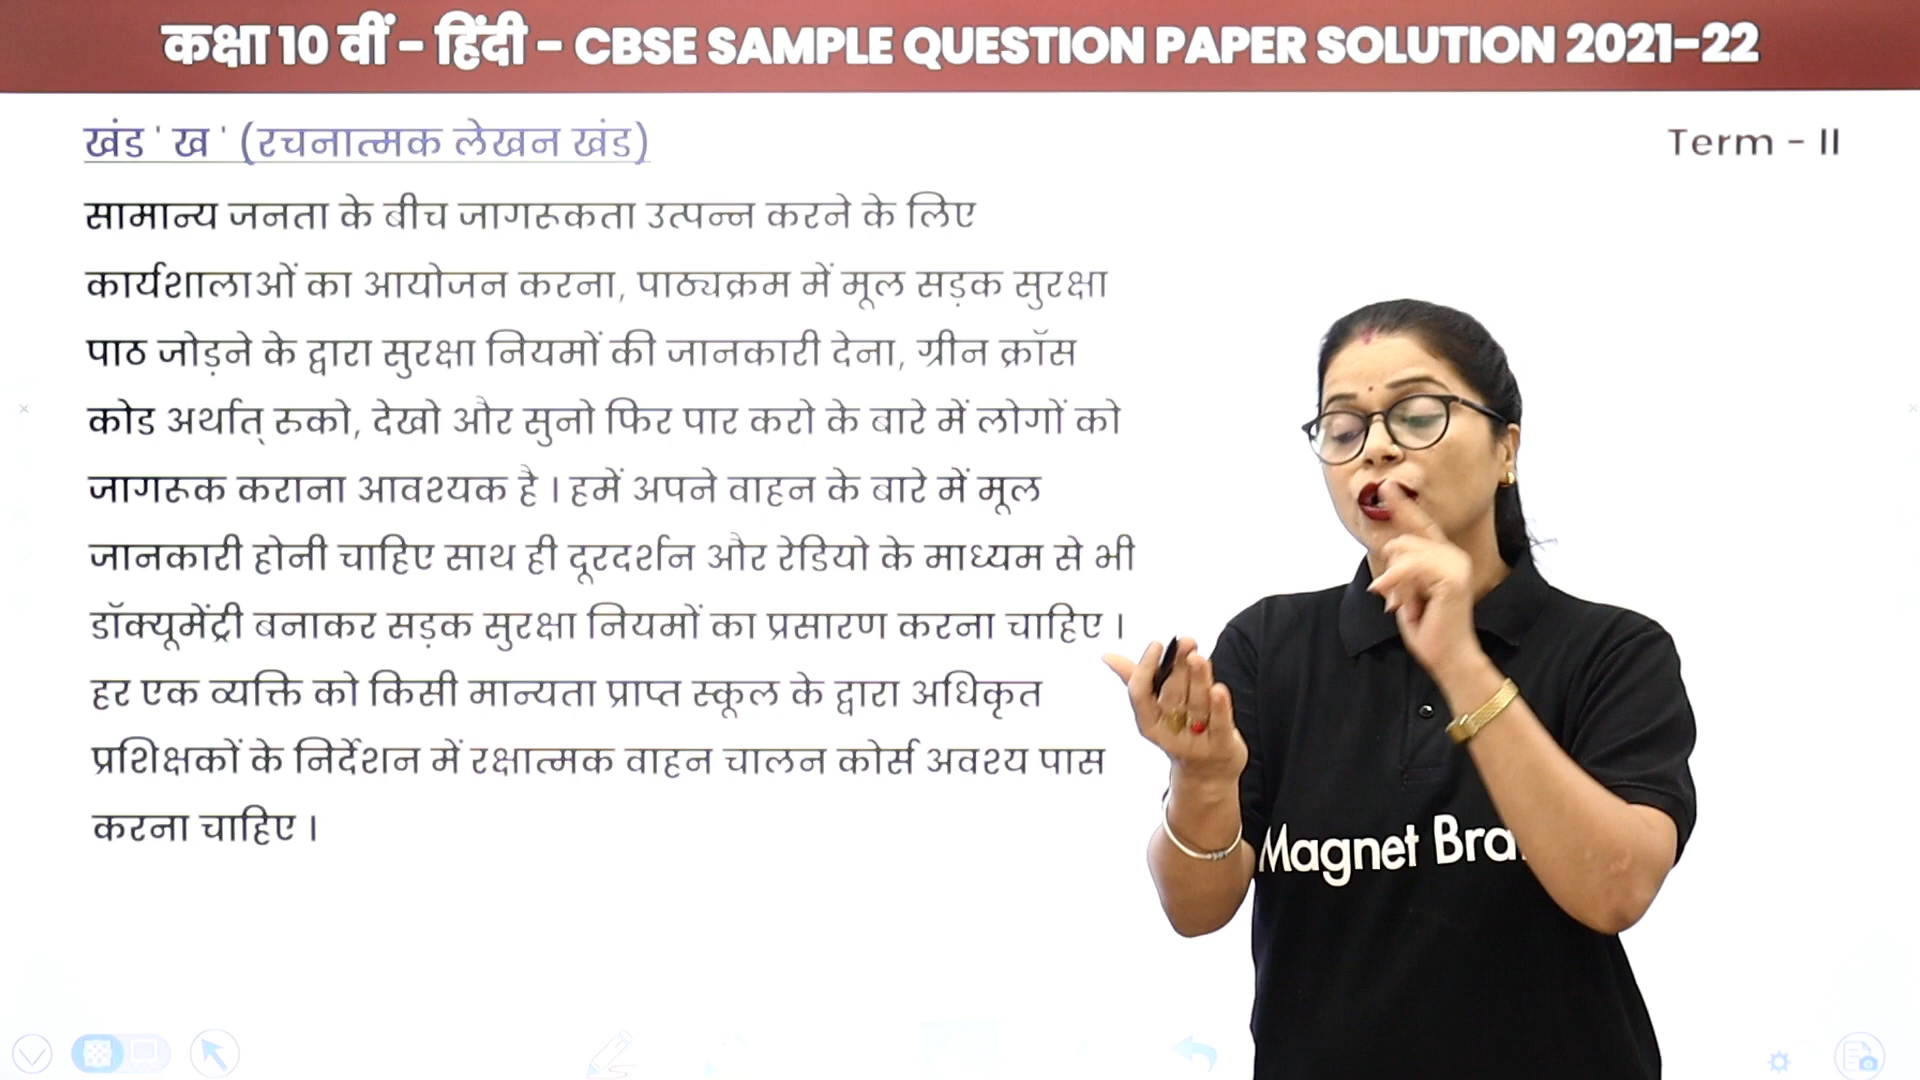 कक्षा 10 वीं - हिंदी - CBSE SAMPLE QUESTION PAPER SOLUTION 2021-22
खंड ' ख ' (रचनात्मक लेखन खंड)
Term - II
सामान्य जनता के बीच जागरूकता उत्पन्न करने के लिए
कार्यशालाओं का आयोजन करना, पाठ्यक्रम में मूल सड़क सुरक्षा
पाठ जोड़ने के द्वारा सुरक्षा नियमों की जानकारी देना, ग्रीन क्रॉस
कोड अर्थात् रुको, देखो और सुनो फिर पार करो के बारे में लोगों को
जागरूक कराना आवश्यक है । हमें अपने वाहन के बारे में मूल
जानकारी होनी चाहिए साथ ही दूरदर्शन और रेडियो के माध्यम से भी
डॉक्यूमेंट्री बनाकर सड़क सुरक्षा नियमों का प्रसारण करना चाहिए ।
हर एक व्यक्ति को किसी मान्यता प्राप्त स्कूल के द्वारा अधिकृत
प्रशिक्षकों के निर्देशन में रक्षात्मक वाहन चालन कोर्स अवश्य पास
करना चाहिए ।
Magnet Bra